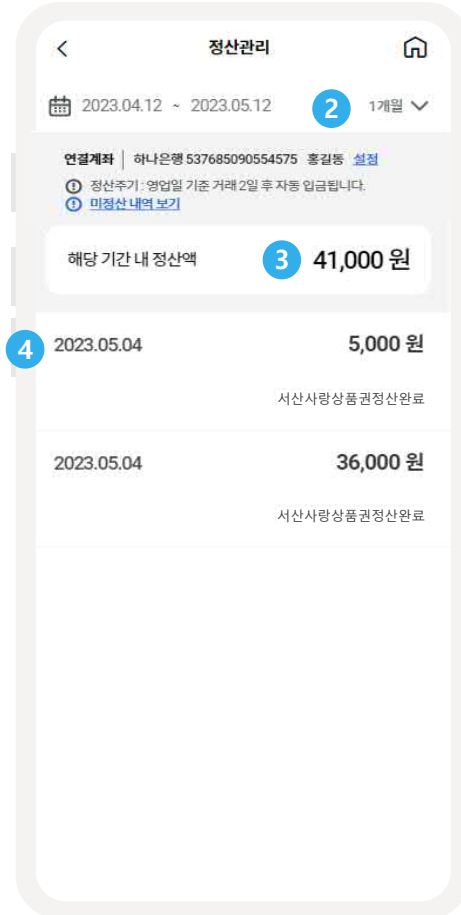 정산관리
2023.04.12 ~ 2023.05.12 2 1개월
연결계좌 | 하나은행 537685090554575 홍길동 설정
정산주기 : 영업일 기준 거래 2일 후 자동 입금됩니다.
미정산 내역 보기
해당 기간 내 정산액 3 41,000 원
4 2023.05.04 5,000 원
서산사랑상품권정산완료
2023.05.04 36,000 원
서산사랑상품권정산완료